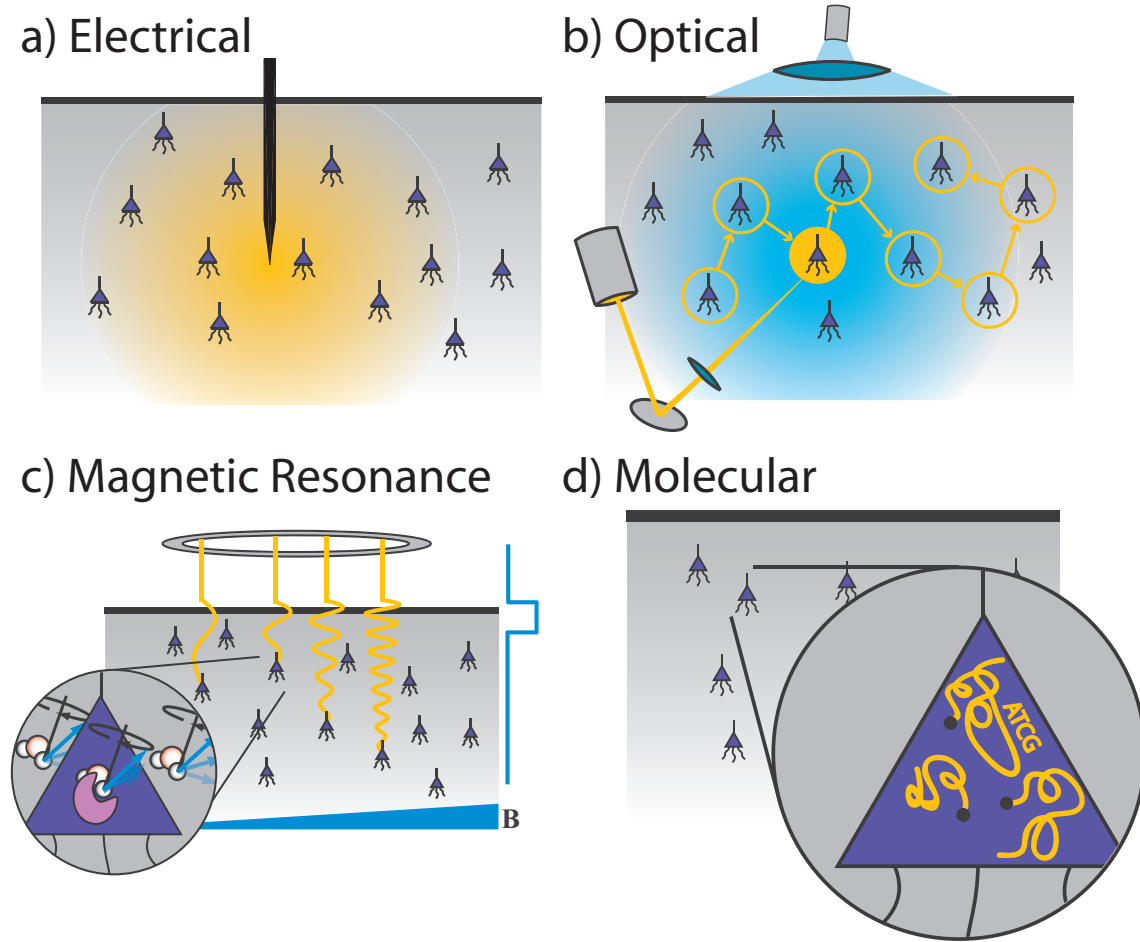 a) Electrical
b) Optical
c) Magnetic Resonance
B
d) Molecular
ATCG